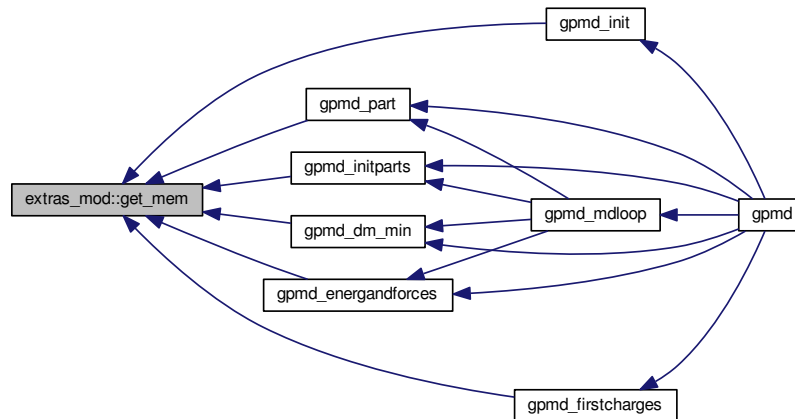 gpmd_init
gpmd_part
gpmd_initparts
extras_mod::get_mem
gpmd_mdloop
gpmd
gpmd_dm_min
gpmd_energandforces
gpmd_firstcharges